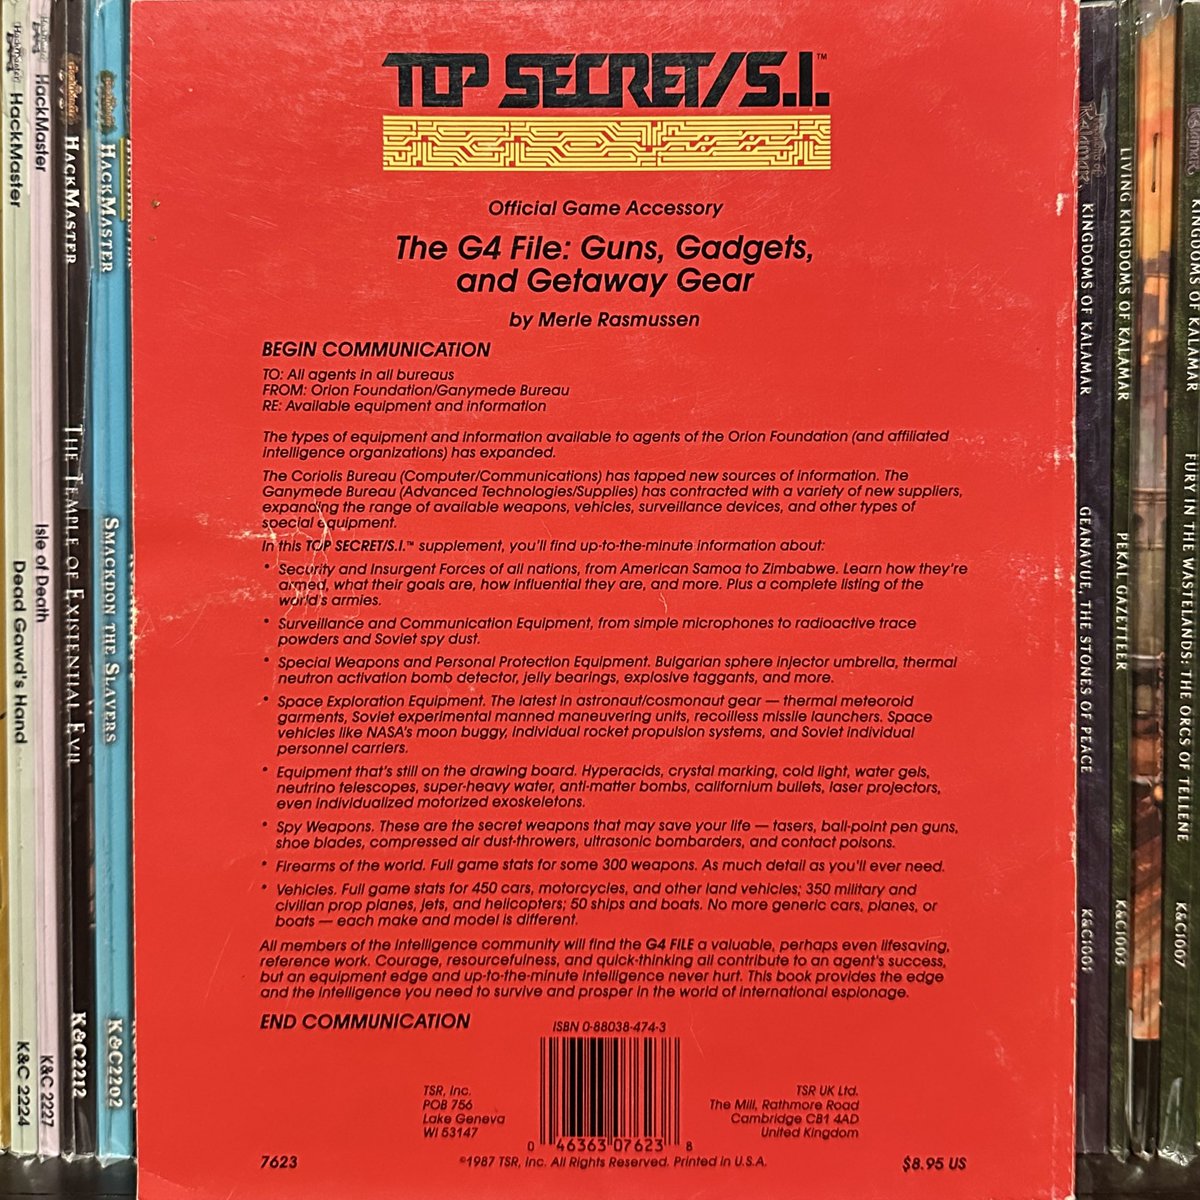 TOP SECRET/S.I.™
Official Game Accessory
The G4 File: Guns, Gadgets,
and Getaway Gear
by Merle Rasmussen
BEGIN COMMUNICATION
TO: All agents in all bureaus
FROM: Orion Foundation/Ganymede Bureau
RE: Available equipment and information
The types of equipment and information available to agents of the Orion Foundation (and affiliated
intelligence organizations) has expanded.
The Coriolis Bureau (Computer/Communications) has tapped new sources of information. The
Ganymede Bureau (Advanced Technologies/Supplies) has contracted with a variety of new suppliers,
expanding the range of available weapons, vehicles, surveillance devices, and other types of
special equipment.
In this TOP SECRET/S.I.™ supplement, you'll find up-to-the-minute information about:
• Security and Insurgent Forces of all nations, from American Samoa to Zimbabwe. Learn how they're
armed, what their goals are, how influential they are, and more. Plus a complete listing of the
world's armies.
• Surveillance and Communication Equipment, from simple microphones to radioactive trace
powders and Soviet spy dust.
• Special Weapons and Personal Protection Equipment. Bulgarian sphere injector umbrella, thermal
neutron activation bomb detector, jelly bearings, explosive taggants, and more.
• Space Exploration Equipment. The latest in astronaut/cosmonaut gear — thermal meteoroid
garments, Soviet experimental manned maneuvering units, recoilless missile launchers. Space
vehicles like NASA's moon buggy, individual rocket propulsion systems, and Soviet individual
personnel carriers.
• Equipment that's still on the drawing board. Hyperacids, crystal marking, cold light, water gels,
neutrino telescopes, super-heavy water, anti-matter bombs, californium bullets, laser projectors,
even individualized motorized exoskeletons.
• Spy Weapons. These are the secret weapons that may save your life — tasers, ball-point pen guns,
shoe blades, compressed air dust-throwers, ultrasonic bombarders, and contact poisons.
• Firearms of the world. Full game stats for some 300 weapons. As much detail as you'll ever need.
• Vehicles. Full game stats for 450 cars, motorcycles, and other land vehicles; 350 military and
civilian prop planes, jets, and helicopters; 50 ships and boats. No more generic cars, planes, or
boats — each make and model is different.
All members of the intelligence community will find the G4 FILE a valuable, perhaps even lifesaving,
reference work. Courage, resourcefulness, and quick-thinking all contribute to an agent's success,
but an equipment edge and up-to-the-minute intelligence never hurt. This book provides the edge
and the intelligence you need to survive and prosper in the world of international espionage.
END COMMUNICATION
ISBN 0-88038-474-3
TSR, Inc.
POB 756
Lake Geneva
WI 53147
0 46363 07623 8
TSR UK Ltd.
The Mill, Rathmore Road
Cambridge CB1 4AD
United Kingdom
7623
©1987 TSR, Inc. All Rights Reserved. Printed in U.S.A.
$8.95 US
HackMaster
Dead Gawd's Hand
K&C 2224
HackMaster
Isle of Death
K&C 2227
HACKMASTER
THE TEMPLE OF EXISTENTIAL EVIL
K&C2212
HACKMASTER
SMACKDON THE SLAVERS
K&C2202
KINGDOMS OF KALAMAR
GEANAVUE, THE STONES OF PEACE
K&C1001
LIVING KINGDOMS OF KALAMAR
PEKAL GAZETTEER
K&C1003
KINGDOMS OF KALAMAR
FURY IN THE WASTELANDS: THE ORCS OF TELLENE
K&C1007